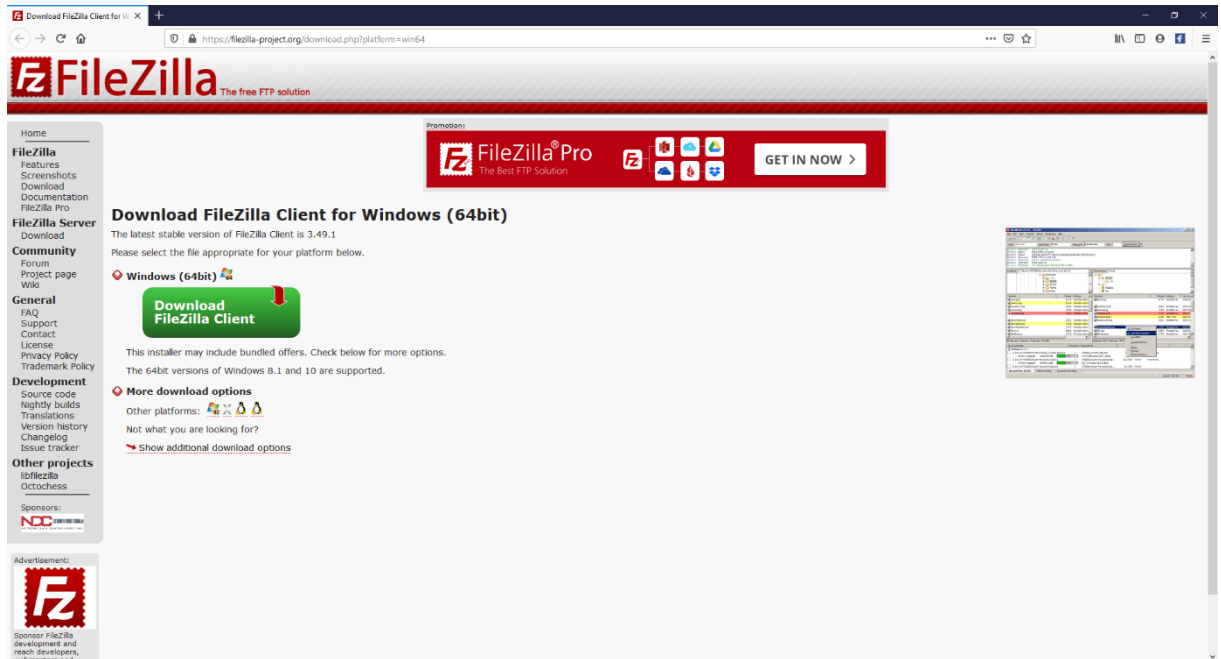 Download FileZilla Client for W
https://filezilla-project.org/download.php?platform=win64
FileZilla The free FTP solution
Home
FileZilla
Features
Screenshots
Download
Documentation
FileZilla Pro
FileZilla Server
Download
Community
Forum
Project page
Wiki
General
FAQ
Support
Contact
License
Privacy Policy
Trademark Policy
Development
Source code
Nightly builds
Translations
Version history
Changelog
Issue tracker
Other projects
libfilezilla
Octochess
Sponsors:
NDC HOST
Advertisement:
Fz
Sponsor FileZilla
development and
reach developers,
Promotion:
FileZilla®Pro
The Best FTP Solution
GET IN NOW >
Download FileZilla Client for Windows (64bit)
The latest stable version of FileZilla Client is 3.49.1
Please select the file appropriate for your platform below.
Windows (64bit)
Download
FileZilla Client
This installer may include bundled offers. Check below for more options.
The 64bit versions of Windows 8.1 and 10 are supported.
More download options
Other platforms:
Not what you are looking for?
Show additional download options